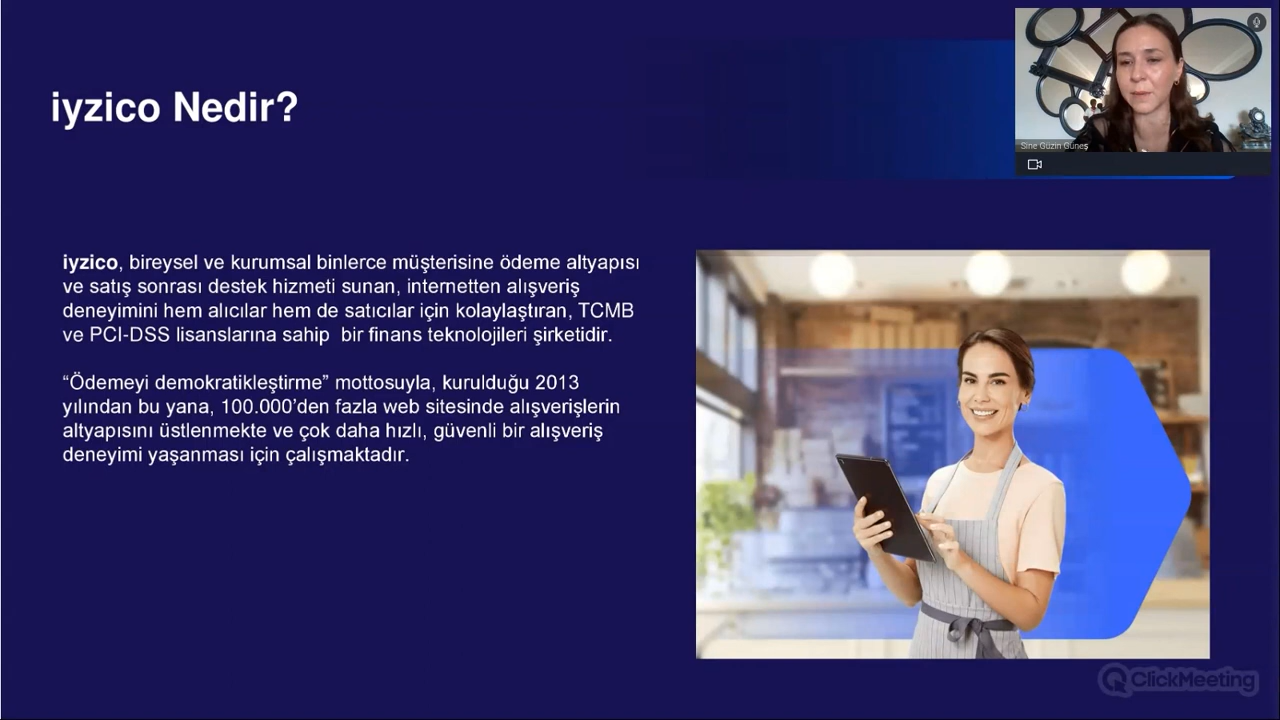 iyzico Nedir?
Sine Güzin Güneş
iyzico, bireysel ve kurumsal binlerce müşterisine ödeme altyapısı
ve satış sonrası destek hizmeti sunan, internetten alışveriş
deneyimini hem alıcılar hem de satıcılar için kolaylaştıran, TCMB
ve PCI-DSS lisanslarına sahip  bir finans teknolojileri şirketidir.
“Ödemeyi demokratikleştirme” mottosuyla, kurulduğu 2013
yılından bu yana, 100.000’den fazla web sitesinde alışverişlerin
altyapısını üstlenmekte ve çok daha hızlı, güvenli bir alışveriş
deneyimi yaşanması için çalışmaktadır.
ClickMeeting